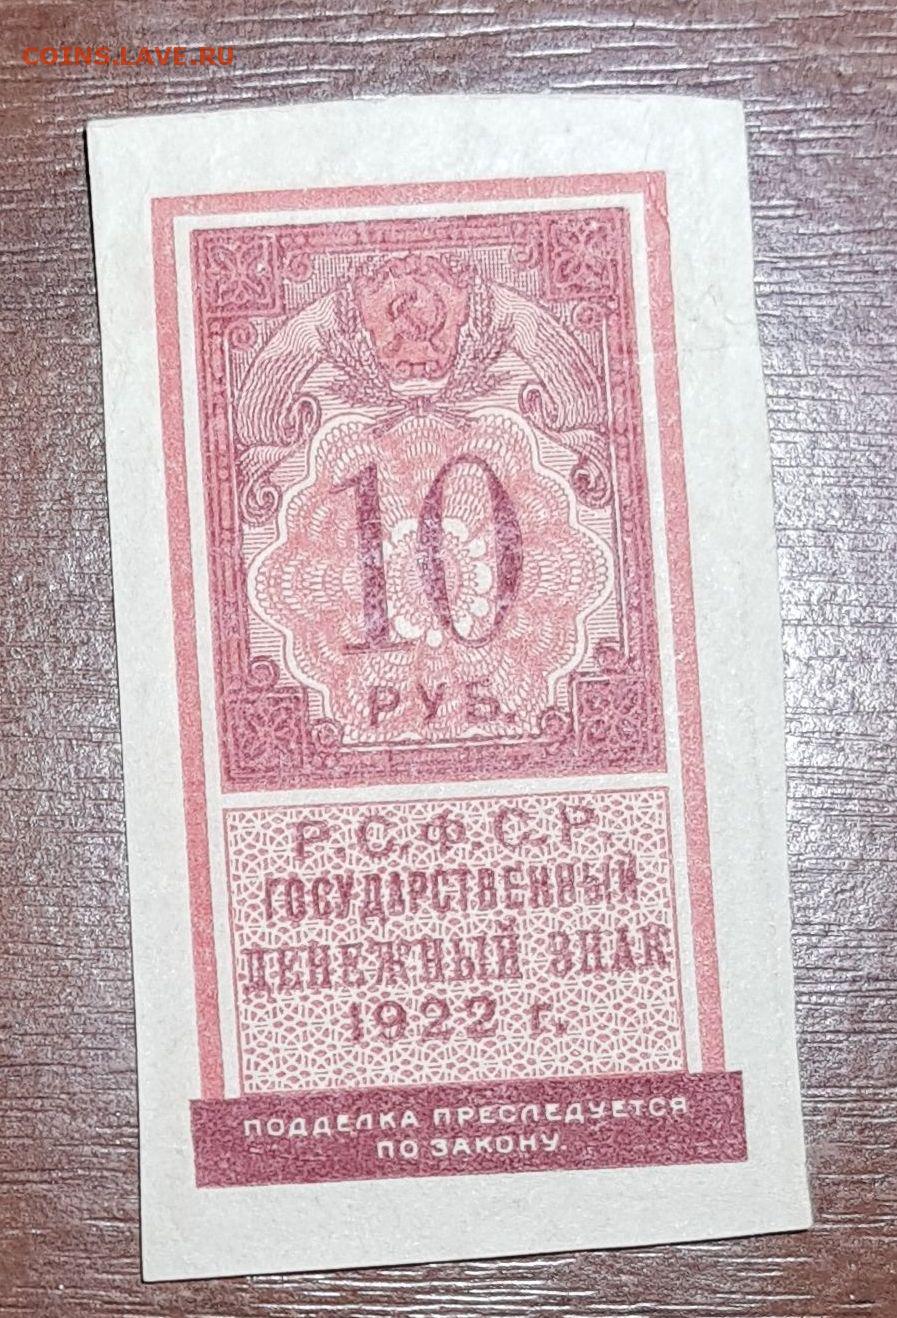 COINS.LAVE.RU
10
РУБ.
Р.С.Ф.С.Р.
ГОСУДАРСТВЕННЫЙ
ДЕНЕЖНЫЙ ЗНАК
1922 г.
ПОДДЕЛКА ПРЕСЛЕДУЕТСЯ
ПО ЗАКОНУ.